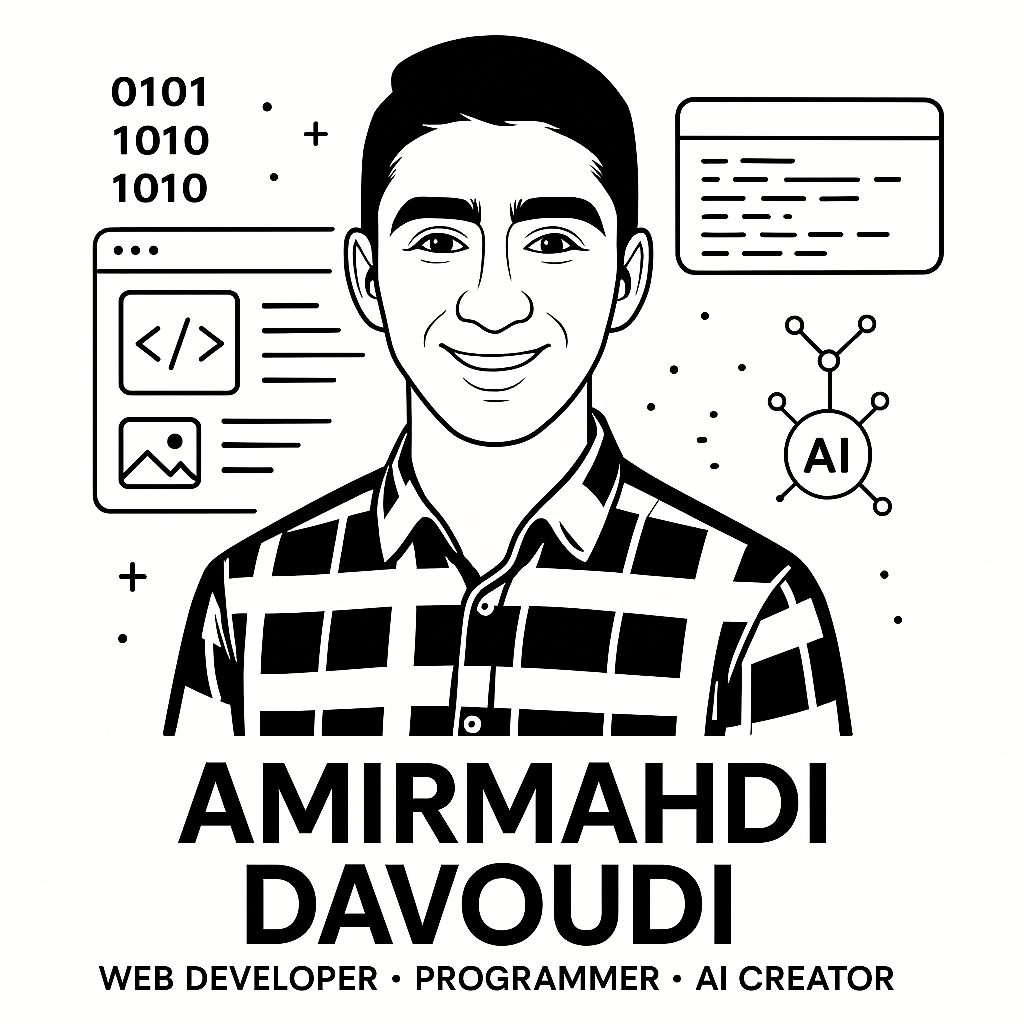 0101
1010
1010
</>
AI
AMIRMAHDI
DAVOUDI
WEB DEVELOPER • PROGRAMMER • AI CREATOR